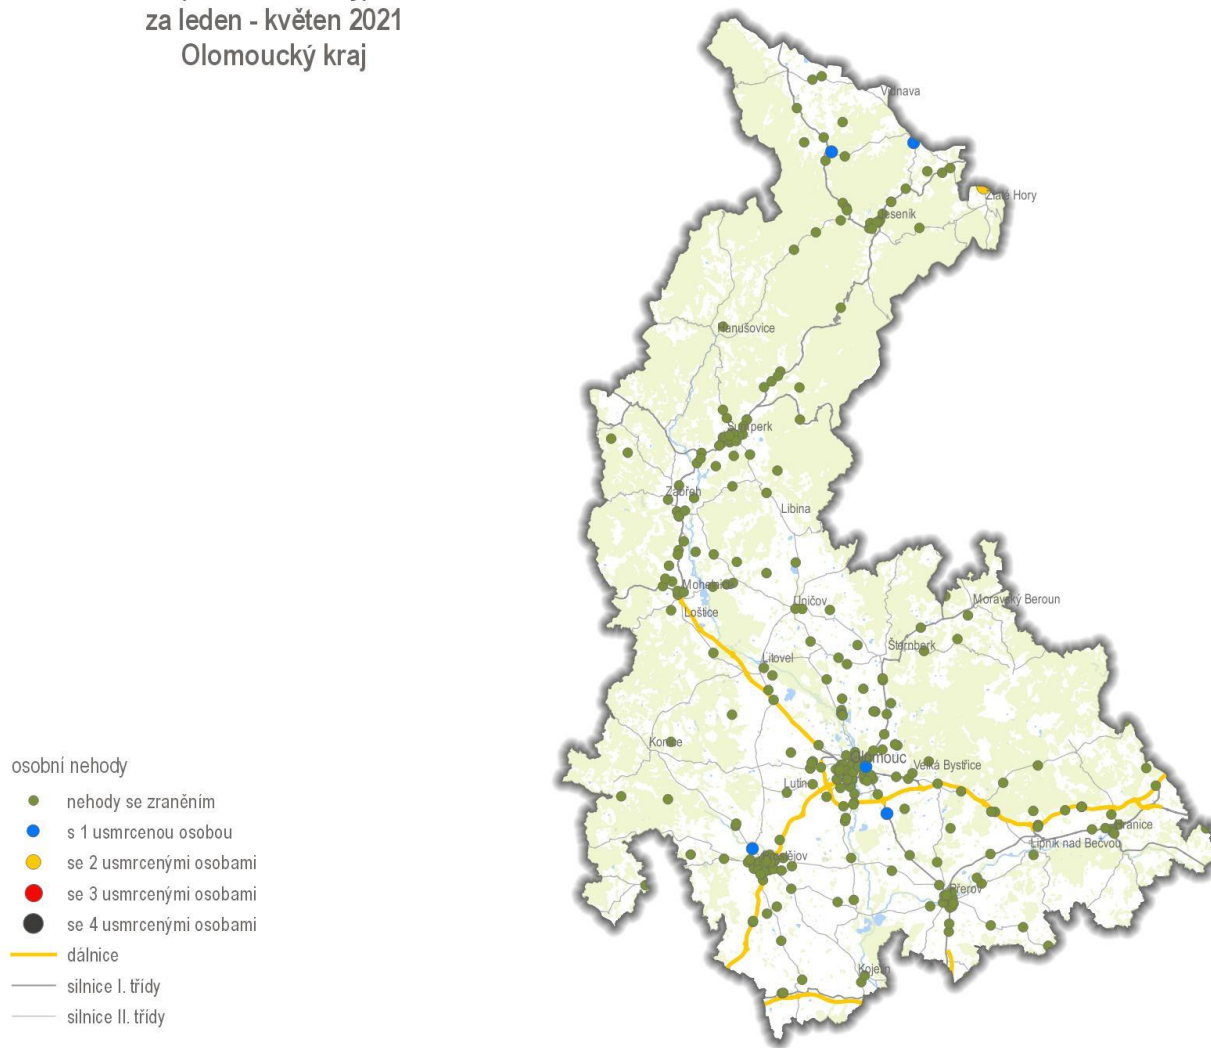 za leden - květen 2021
Olomoucký kraj
Vidnava
Zlaté Hory
Jeseník
Hanušovice
Šumperk
Zábřeh
Libina
Mohelnice
Loštice
Uničov
Moravský Beroun
Šternberk
Litovel
Konice
Olomouc
Velká Bystřice
Lutín
Hranice
Lipník nad Bečvou
Prostějov
Přerov
Kojetín
osobní nehody
nehody se zraněním
s 1 usmrcenou osobou
se 2 usmrcenými osobami
se 3 usmrcenými osobami
se 4 usmrcenými osobami
dálnice
silnice I. třídy
silnice II. třídy